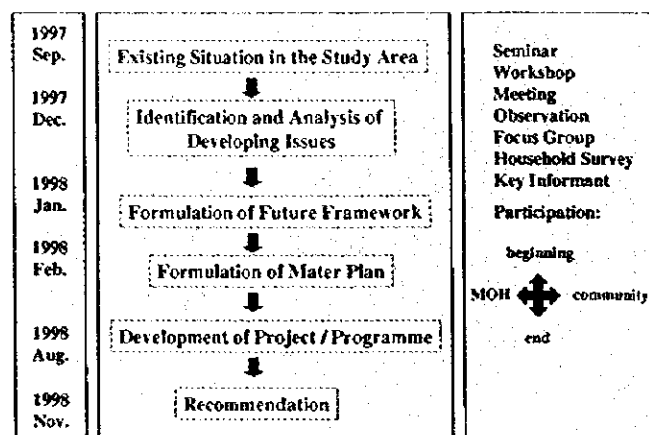 1997
Sep.
1997
Dec.
1998
Jan.
1998
Feb.
1998
Aug.
1998
Nov.
Existing Situation in the Study Area
Identification and Analysis of
Developing Issues
Formulation of Future Framework
Formulation of Mater Plan
Development of Project / Programme
Recommendation
Seminar
Workshop
Meeting
Observation
Focus Group
Household Survey
Key Informant
Participation:
beginning
MOH community
end